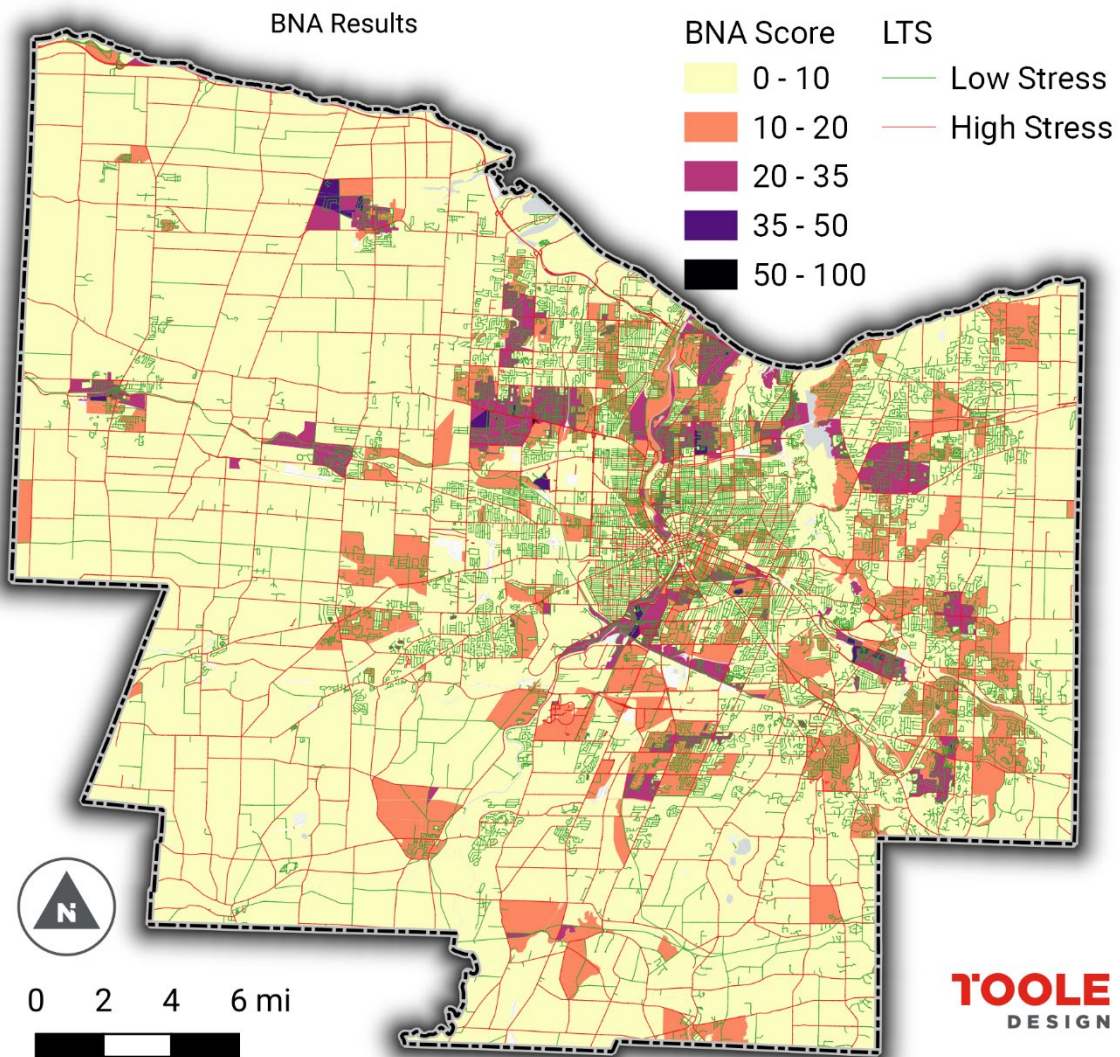 BNA Results
BNA Score
0 - 10
10 - 20
20 - 35
35 - 50
50 - 100
LTS
Low Stress
High Stress
N
0 2 4 6 mi
TOOLE
DESIGN